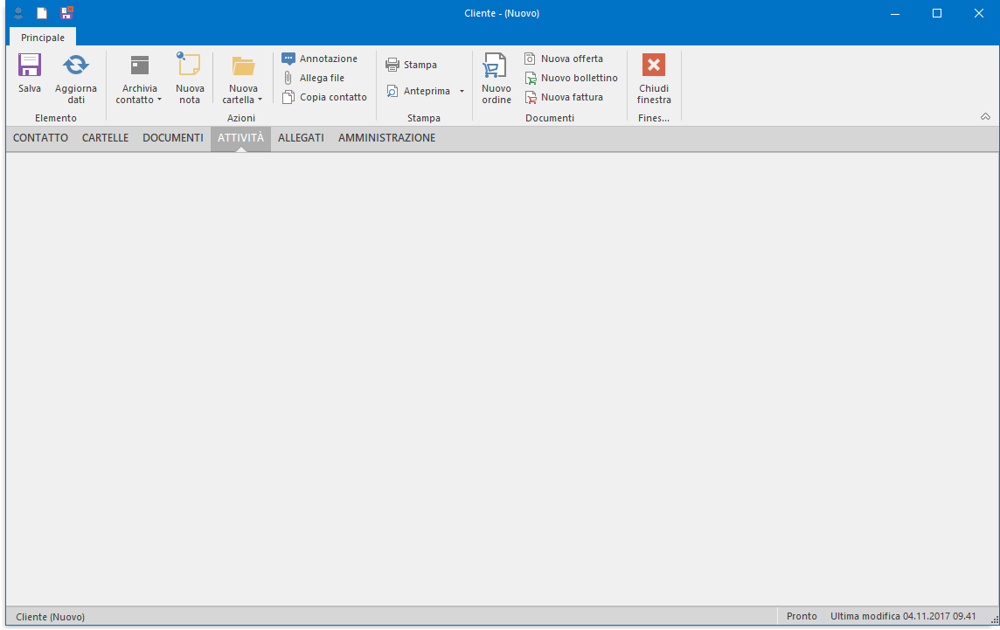 Cliente - (Nuovo)
Principale
Salva
Aggiorna
dati
Elemento
Archivia
contatto
Nuova
nota
Nuova
cartella
Annotazione
Allega file
Copia contatto
Azioni
Stampa
Anteprima
Stampa
Nuovo
ordine
Nuova offerta
Nuovo bollettino
Nuova fattura
Documenti
Chiudi
finestra
Fines...
CONTATTO CARTELLE DOCUMENTI ATTIVITÀ ALLEGATI AMMINISTRAZIONE
Cliente (Nuovo) Pronto Ultima modifica 04.11.2017 09.41